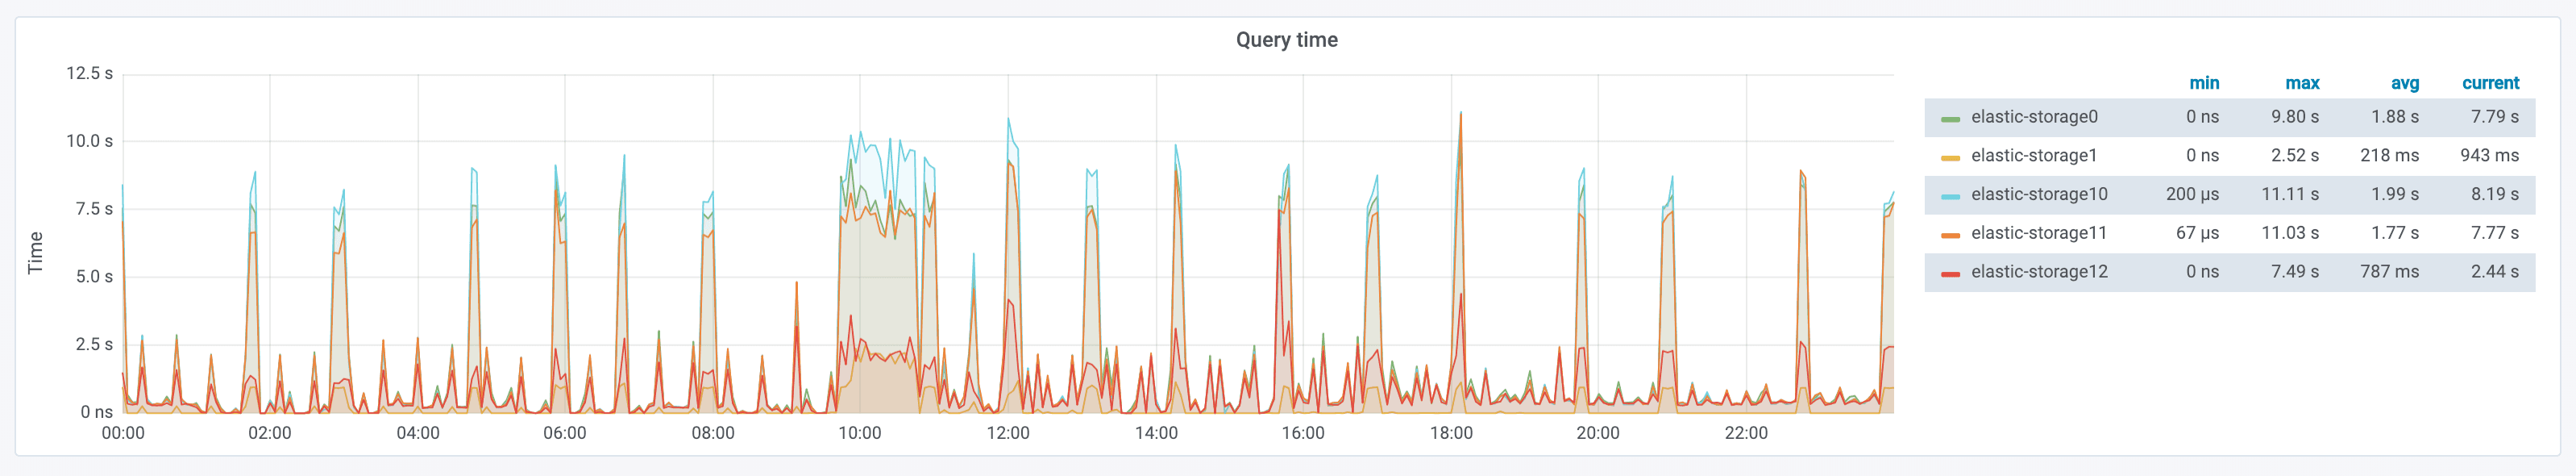 Query time
12.5 s
10.0 s
7.5 s
5.0 s
2.5 s
0 ns
Time
00:00 02:00 04:00 06:00 08:00 10:00 12:00 14:00 16:00 18:00 20:00 22:00
min max avg current
elastic-storage0 0 ns 9.80 s 1.88 s 7.79 s
elastic-storage1 0 ns 2.52 s 218 ms 943 ms
elastic-storage10 200 µs 11.11 s 1.99 s 8.19 s
elastic-storage11 67 µs 11.03 s 1.77 s 7.77 s
elastic-storage12 0 ns 7.49 s 787 ms 2.44 s